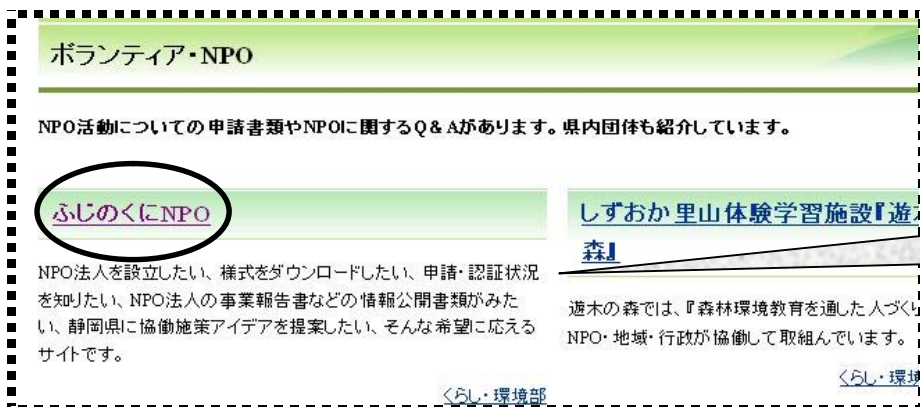 ボランティア・NPO
NPO活動についての申請書類やNPOに関するQ&Aがあります。県内団体も紹介しています。
ふじのくにNPO
NPO法人を設立したい、様式をダウンロードしたい、申請・認証状況
を知りたい、NPO法人の事業報告書などの情報公開書類がみた
い、静岡県に協働施策アイデアを提案したい、そんな希望に応える
サイトです。
くらし・環境部
しずおか里山体験学習施設『遊木
森』
遊木の森では、『森林環境教育を通した人づくり
NPO・地域・行政が協働して取組んでいます。
くらし・環境